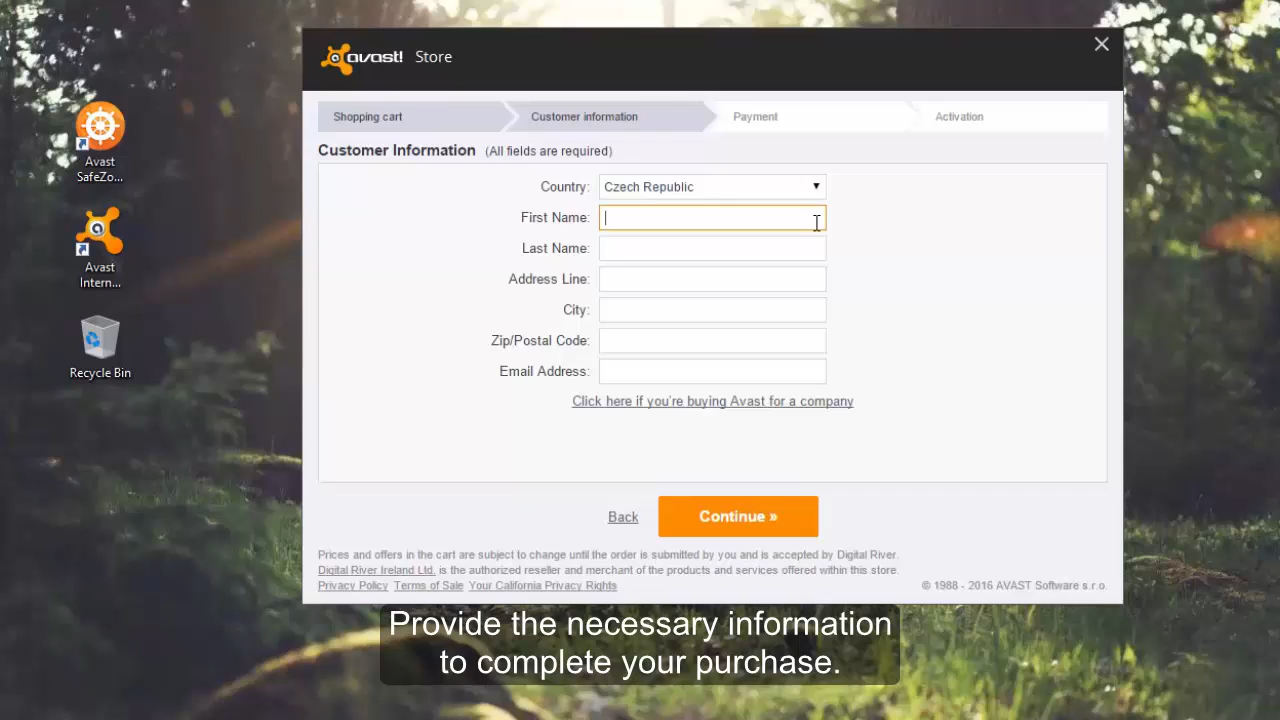 avast! Store
Shopping cart
Customer information
Payment
Activation
Customer Information (All fields are required)
Country: Czech Republic
First Name:
Last Name:
Address Line:
City:
Zip/Postal Code:
Email Address:
Click here if you're buying Avast for a company
Back
Continue »
Prices and offers in the cart are subject to change until the order is submitted by you and is accepted by Digital River.
Digital River Ireland Ltd. is the authorized reseller and merchant of the products and services offered within this store.
Privacy Policy Terms of Sale Your California Privacy Rights
© 1988 - 2016 AVAST Software s.r.o.
Avast
SafeZo...
Avast
Intern...
Recycle Bin
Provide the necessary information
to complete your purchase.